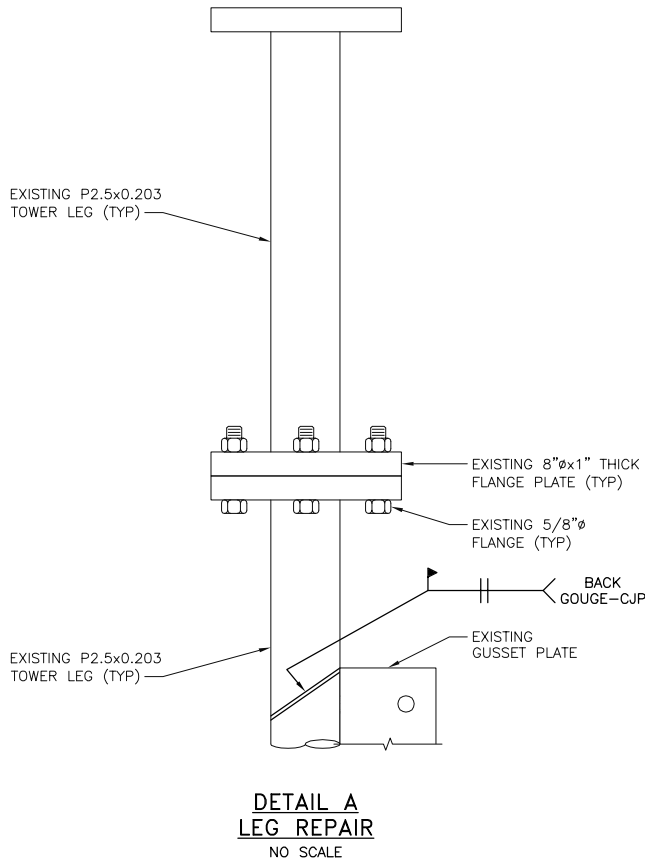 EXISTING P2.5x0.203
TOWER LEG (TYP)
EXISTING 8"øx1" THICK
FLANGE PLATE (TYP)
EXISTING 5/8"ø
FLANGE (TYP)
BACK
GOUGE-CJP
EXISTING
GUSSET PLATE
EXISTING P2.5x0.203
TOWER LEG (TYP)
DETAIL A
LEG REPAIR
NO SCALE